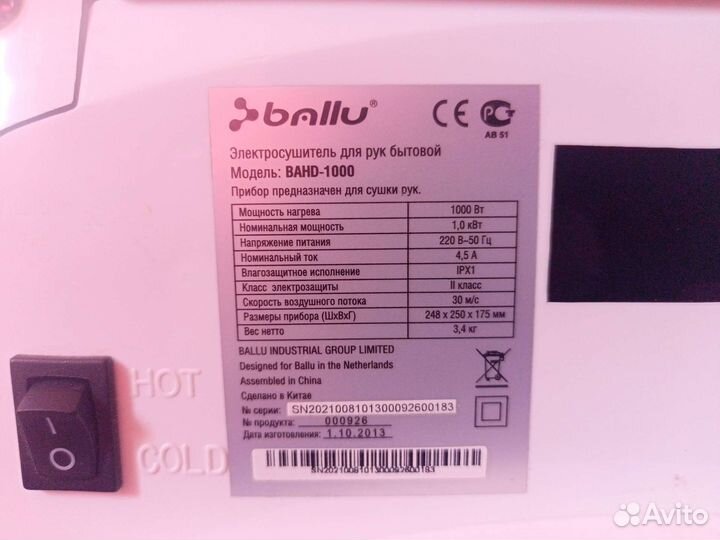 ballu®
CE PCT
АВ 51
Электросушитель для рук бытовой
Модель: BAHD-1000
Прибор предназначен для сушки рук.
Мощность нагрева 1000 Вт
Номинальная мощность 1,0 кВт
Напряжение питания 220 В~50 Гц
Номинальный ток 4,5 А
Влагозащитное исполнение IPX1
Класс электрозащиты II класс
Скорость воздушного потока 30 м/с
Размеры прибора (ШхВхГ) 248 x 250 x 175 мм
Вес нетто 3,4 кг
BALLU INDUSTRIAL GROUP LIMITED
Designed for Ballu in the Netherlands
Assembled in China
Сделано в Китае
№ серии: SN2021008101300092600183
№ продукта: 000926
Дата изготовления: 1.10.2013
SN2021008101300092600183
HOT
COLD
Avito